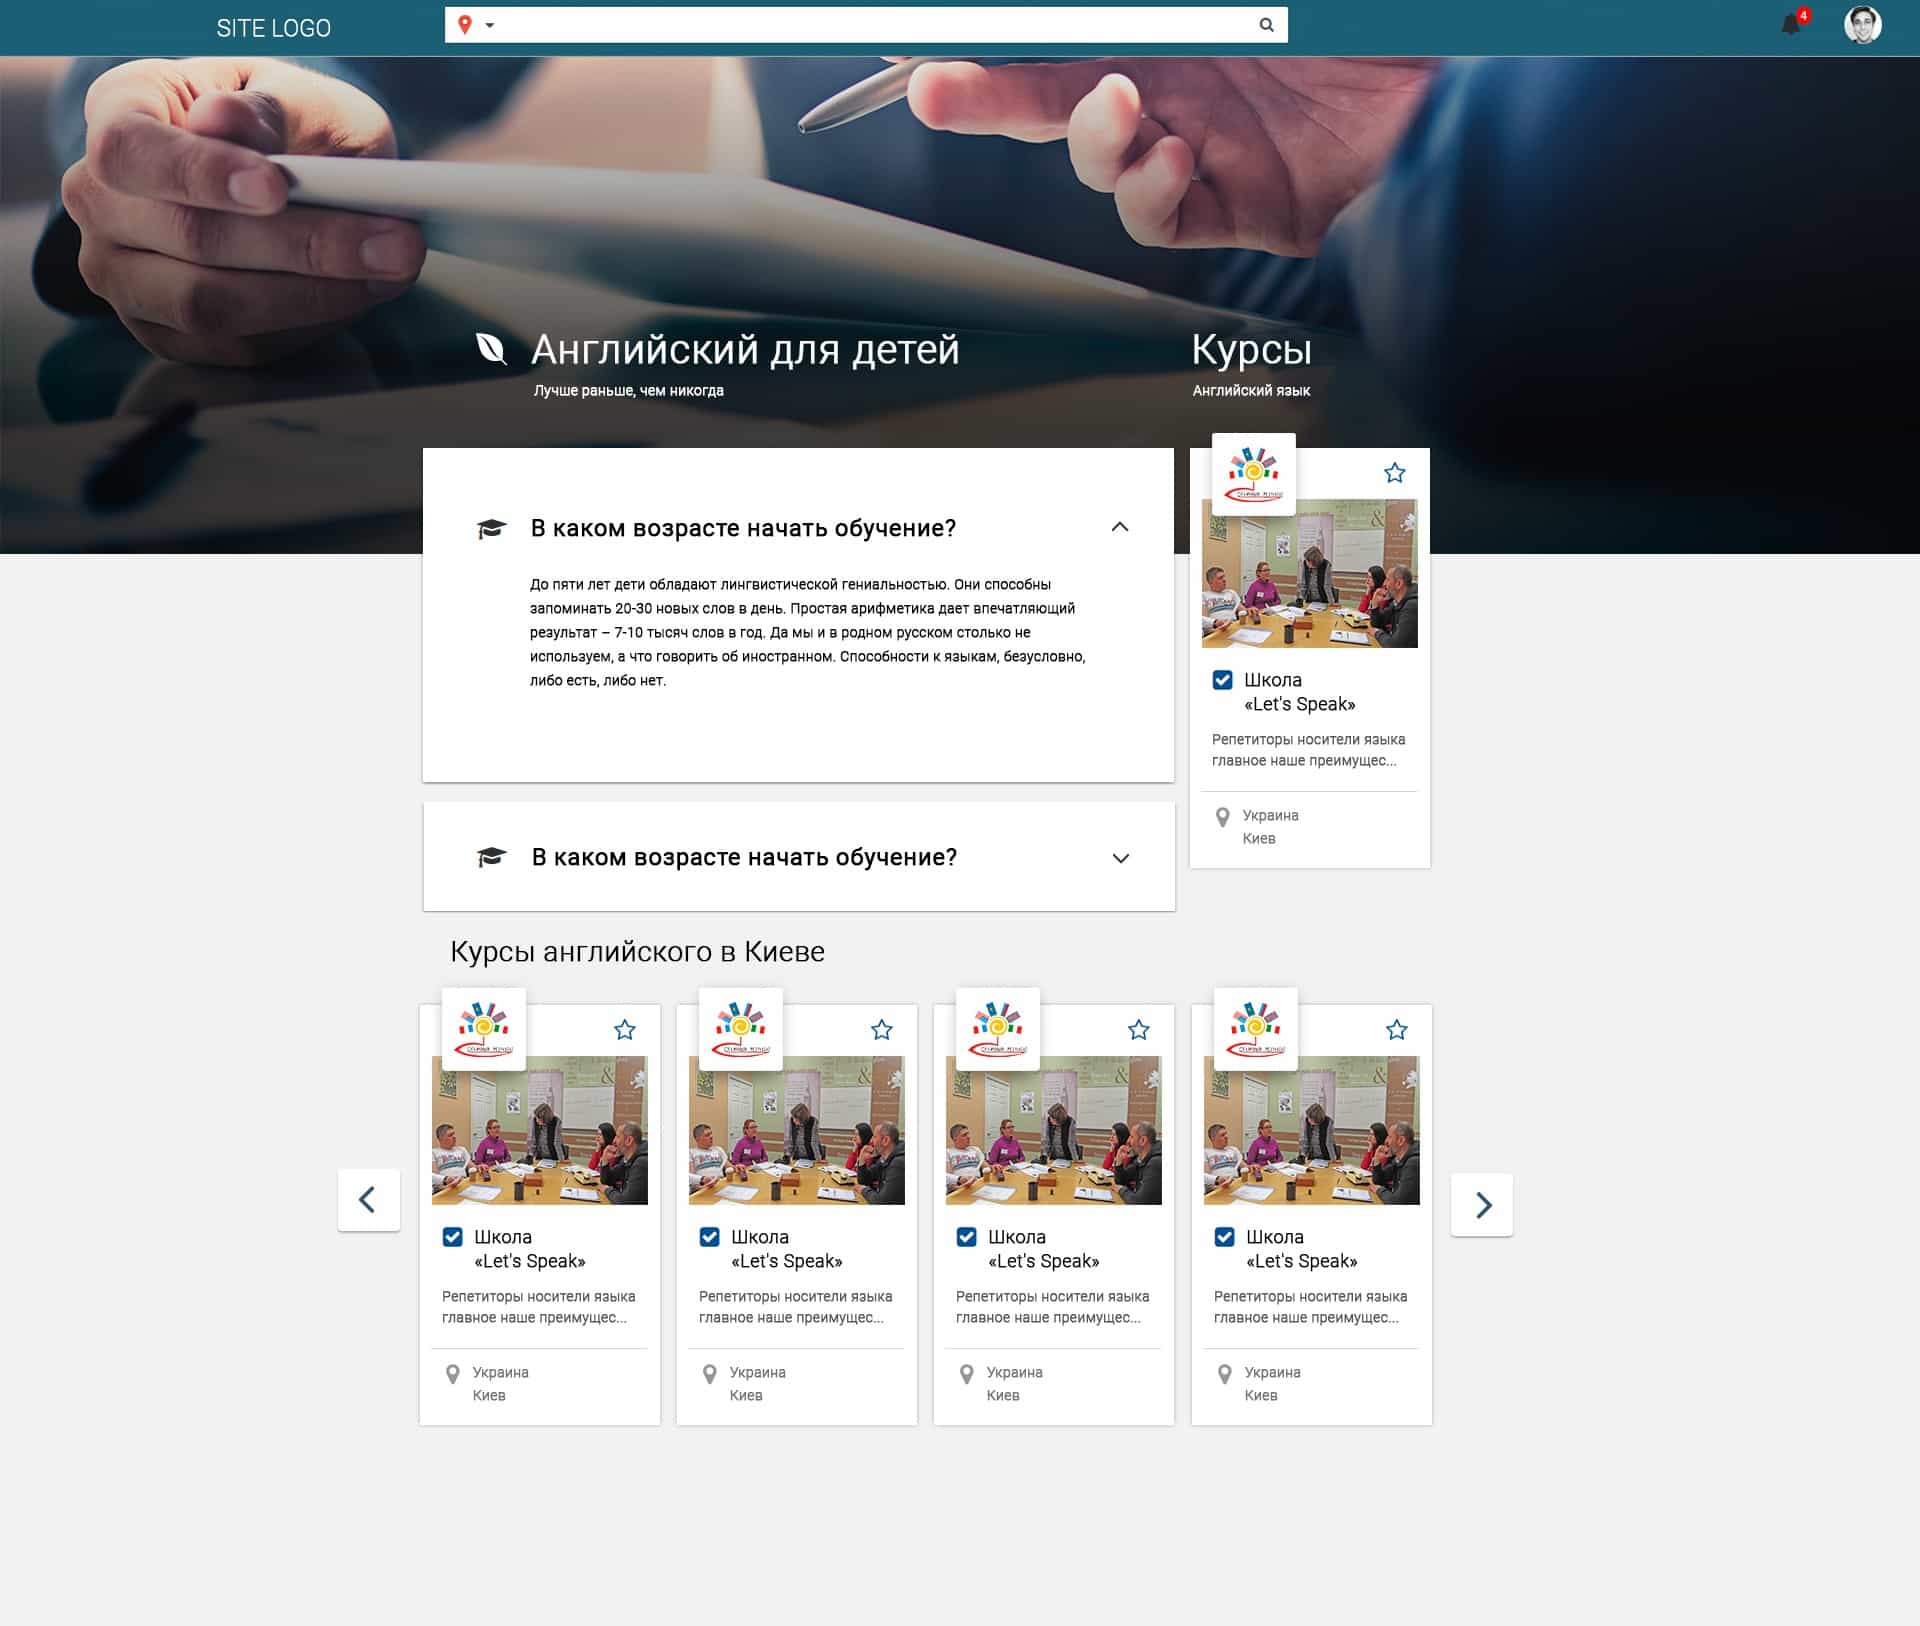 SITE LOGO
4
Английский для детей
Лучше раньше, чем никогда
Курсы
Английский язык
В каком возрасте начать обучение?
До пяти лет дети обладают лингвистической гениальностью. Они способны
запоминать 20-30 новых слов в день. Простая арифметика дает впечатляющий
результат – 7-10 тысяч слов в год. Да мы и в родном русском столько не
используем, а что говорить об иностранном. Способности к языкам, безусловно,
либо есть, либо нет.
Школа
«Let's Speak»
Репетиторы носители языка
главное наше преимущес...
Украина
Киев
В каком возрасте начать обучение?
Курсы английского в Киеве
Школа
«Let's Speak»
Репетиторы носители языка
главное наше преимущес...
Украина
Киев
Школа
«Let's Speak»
Репетиторы носители языка
главное наше преимущес...
Украина
Киев
Школа
«Let's Speak»
Репетиторы носители языка
главное наше преимущес...
Украина
Киев
Школа
«Let's Speak»
Репетиторы носители языка
главное наше преимущес...
Украина
Киев